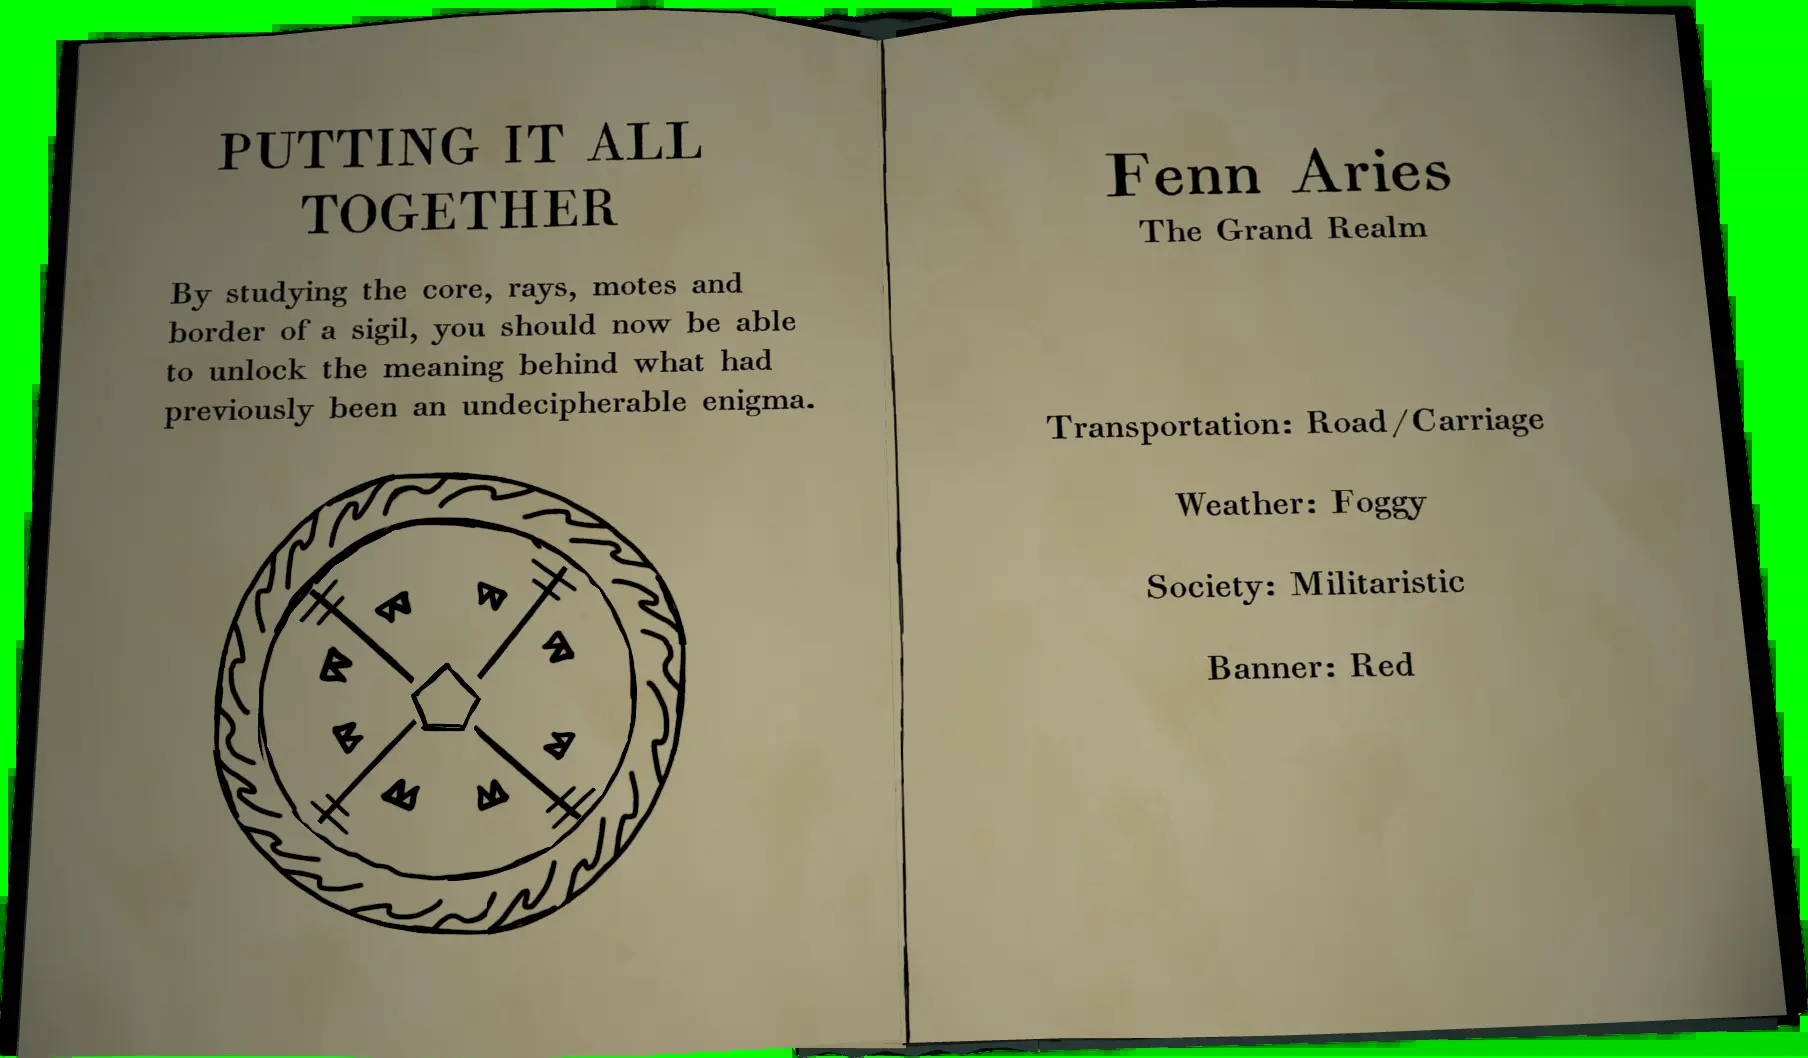 PUTTING IT ALL
TOGETHER
By studying the core, rays, motes and
border of a sigil, you should now be able
to unlock the meaning behind what had
previously been an undecipherable enigma.
Fenn Aries
The Grand Realm
Transportation: Road/Carriage
Weather: Foggy
Society: Militaristic
Banner: Red